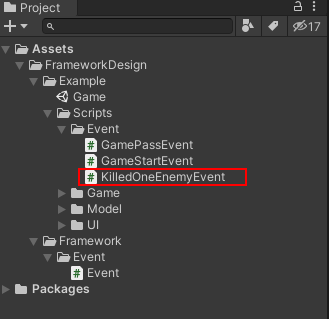 Project
17
Assets
FrameworkDesign
Example
Game
Scripts
Event
# GamePassEvent
# GameStartEvent
# KilledOneEnemyEvent
Game
Model
UI
Framework
Event
# Event
Packages